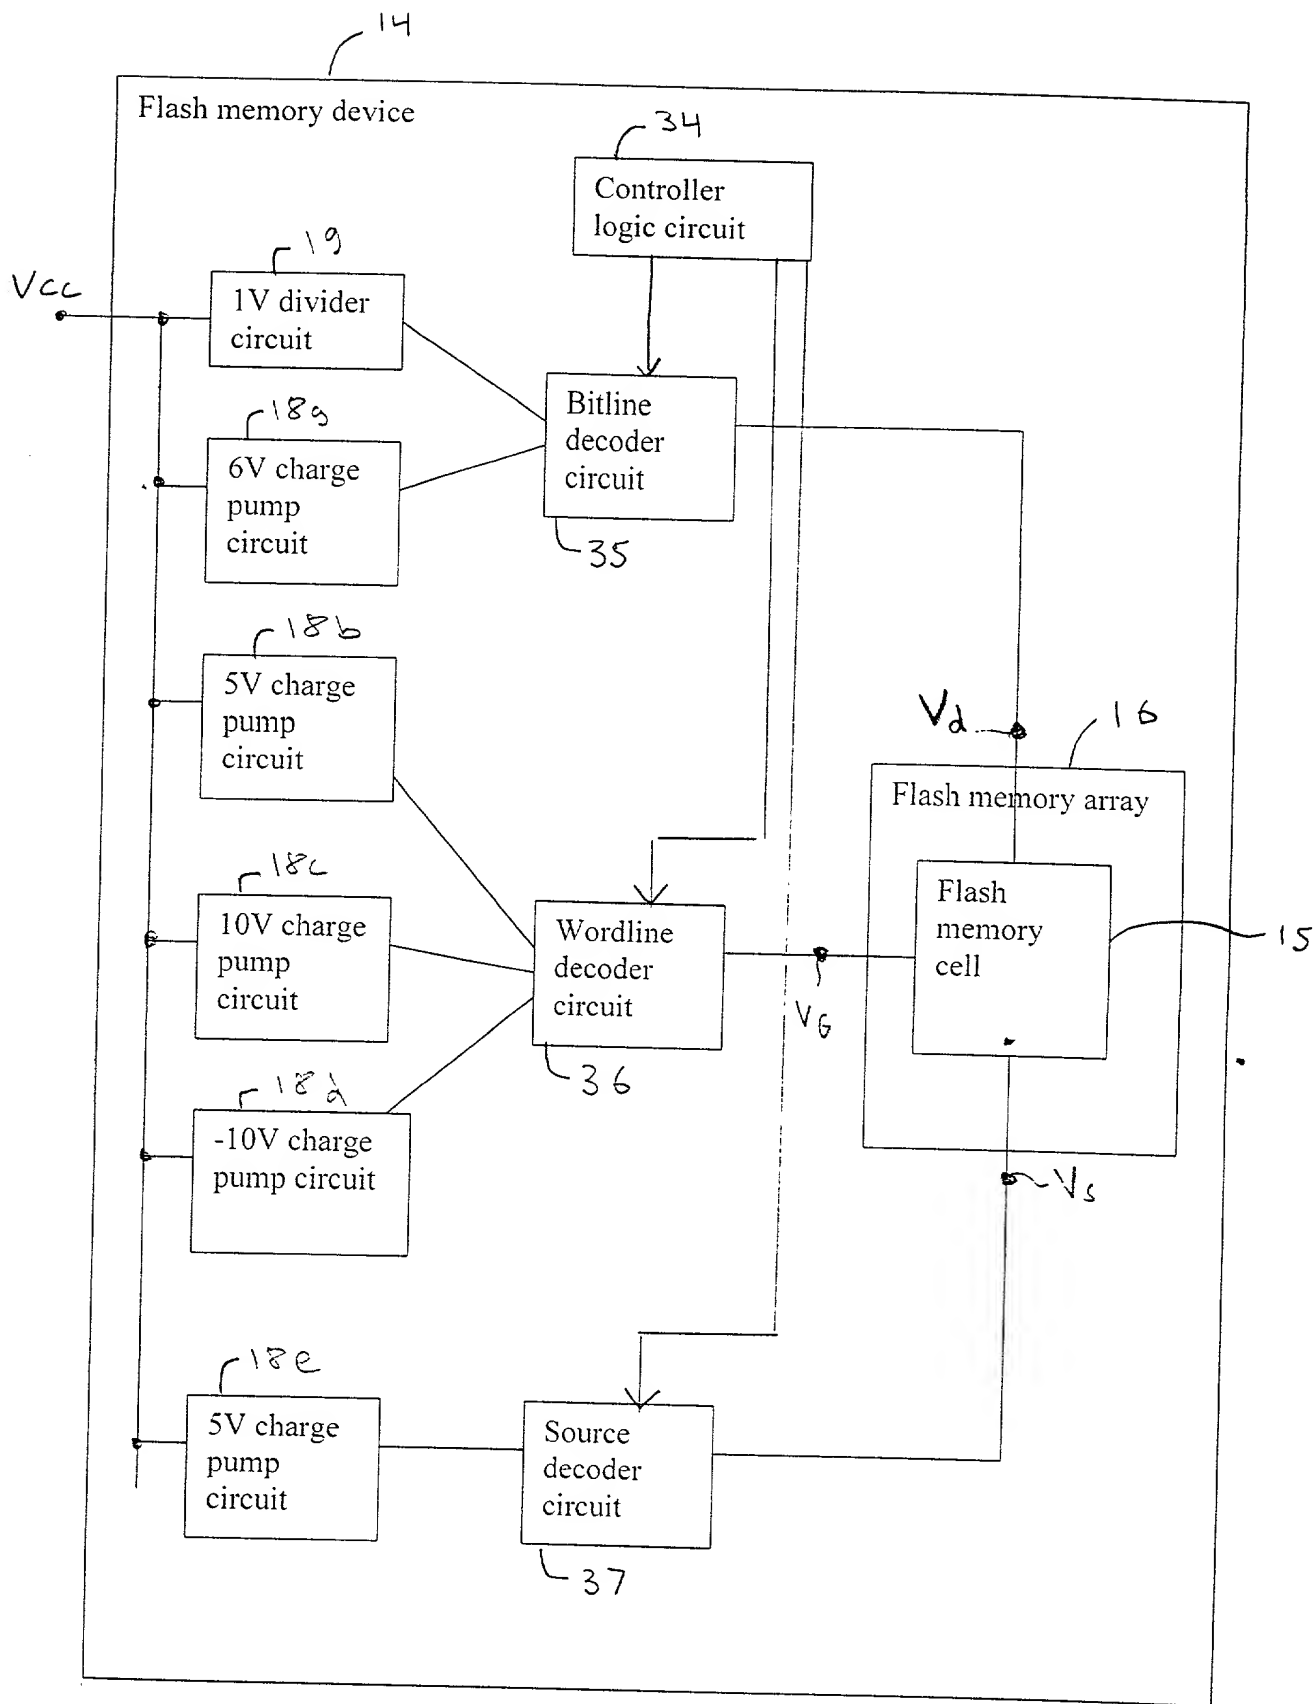 14
Flash memory device
34
Controller
logic circuit
19
Vcc
1V divider
circuit
18a
6V charge
pump
circuit
Bitline
decoder
circuit
35
18b
5V charge
pump
circuit
Vd
16
Flash memory array
18c
10V charge
pump
circuit
Wordline
decoder
circuit
36
VG
Flash
memory
cell
15
18d
-10V charge
pump circuit
Vs
18e
5V charge
pump
circuit
Source
decoder
circuit
37